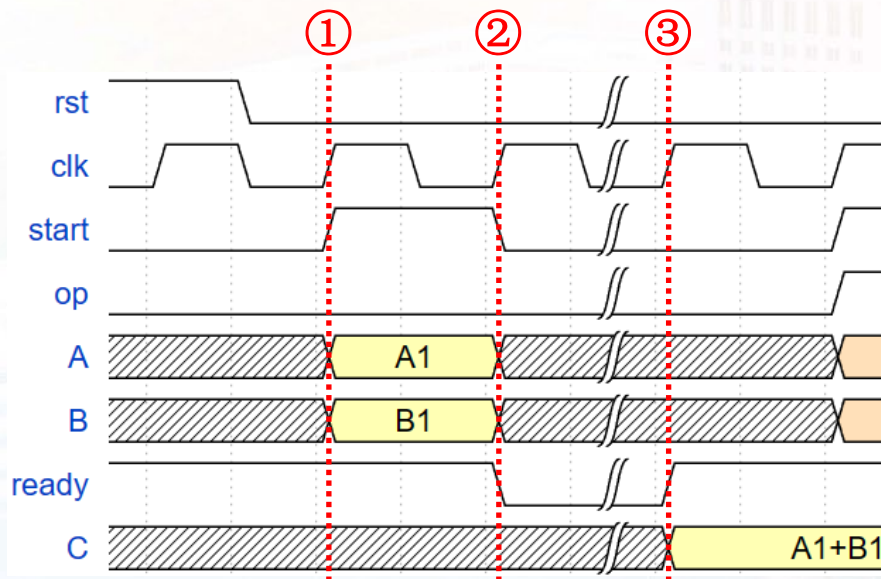 ① ② ③
rst
clk
start
op
A A1
B B1
ready
C A1+B1